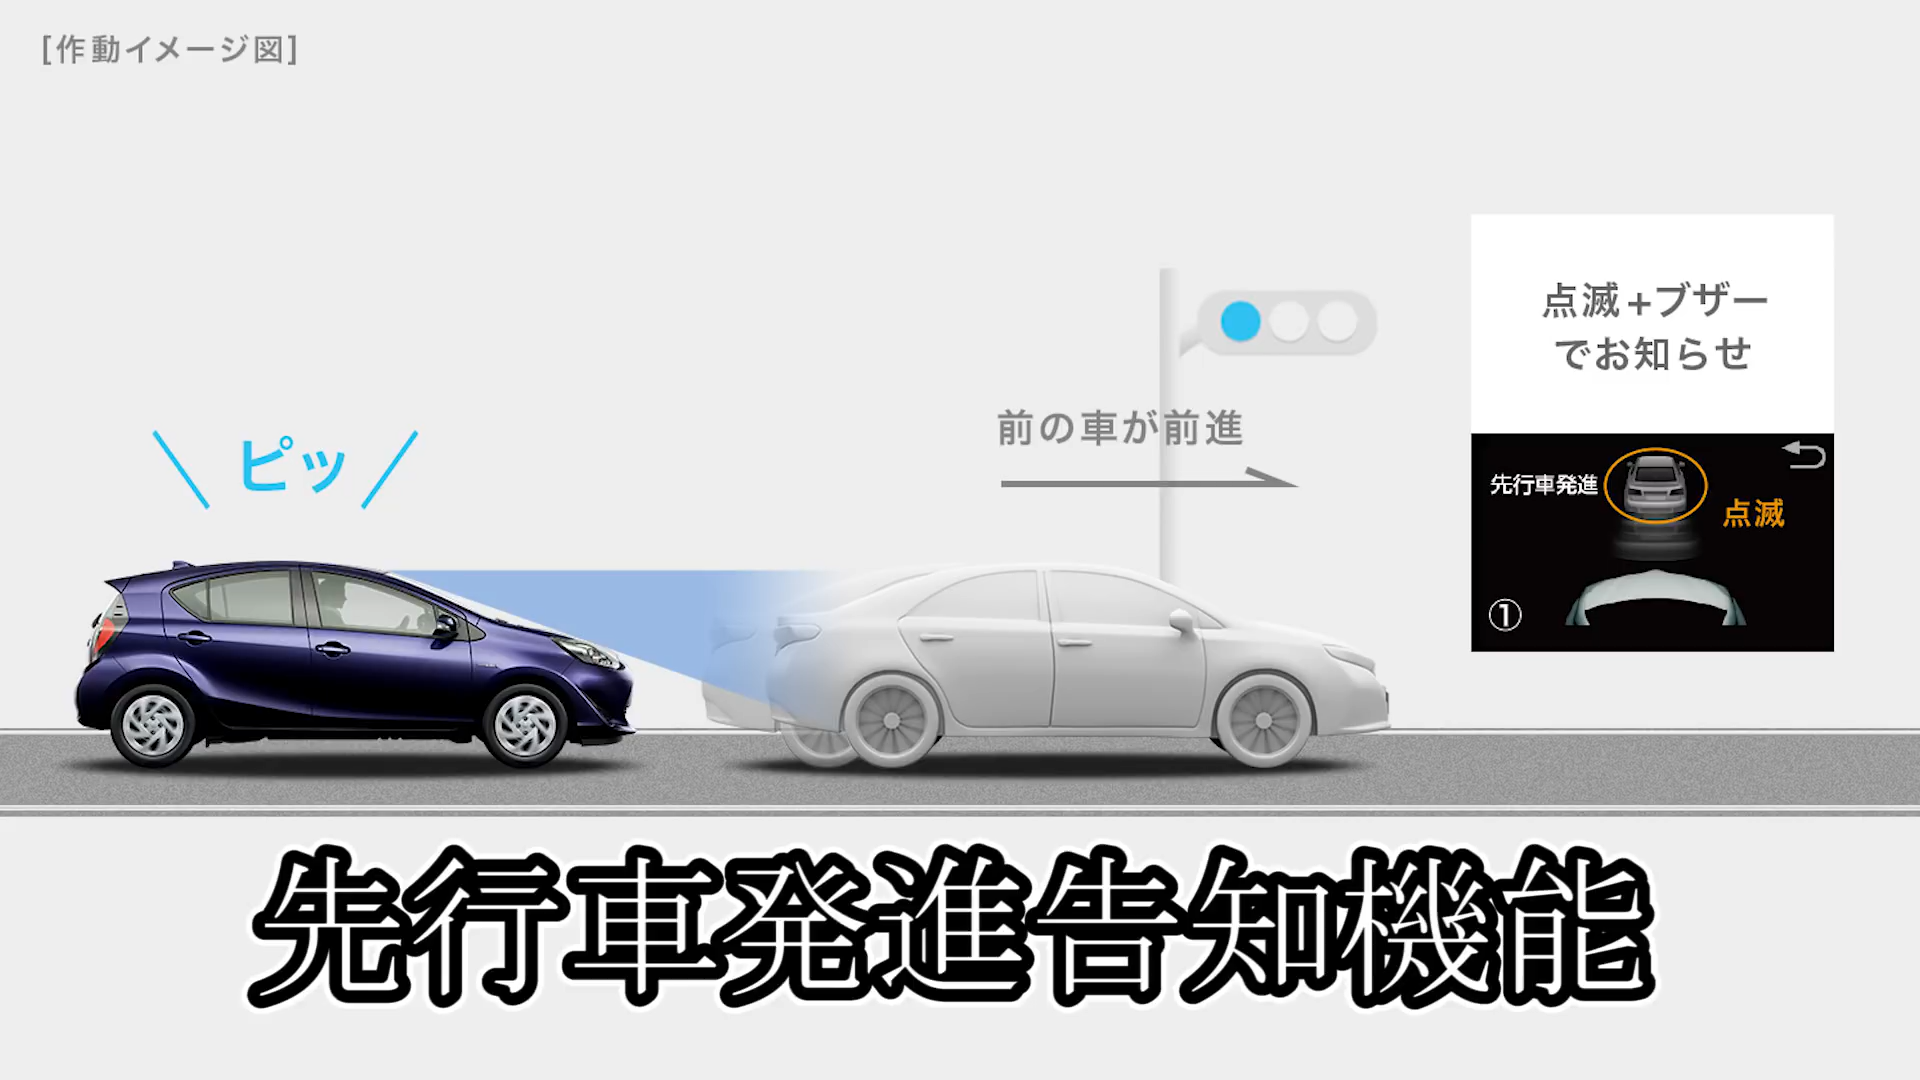 [作動イメージ図]
点滅+ブザー
でお知らせ
前の車が前進
ピッ
先行車発進
点滅
①
先行車発進告知機能